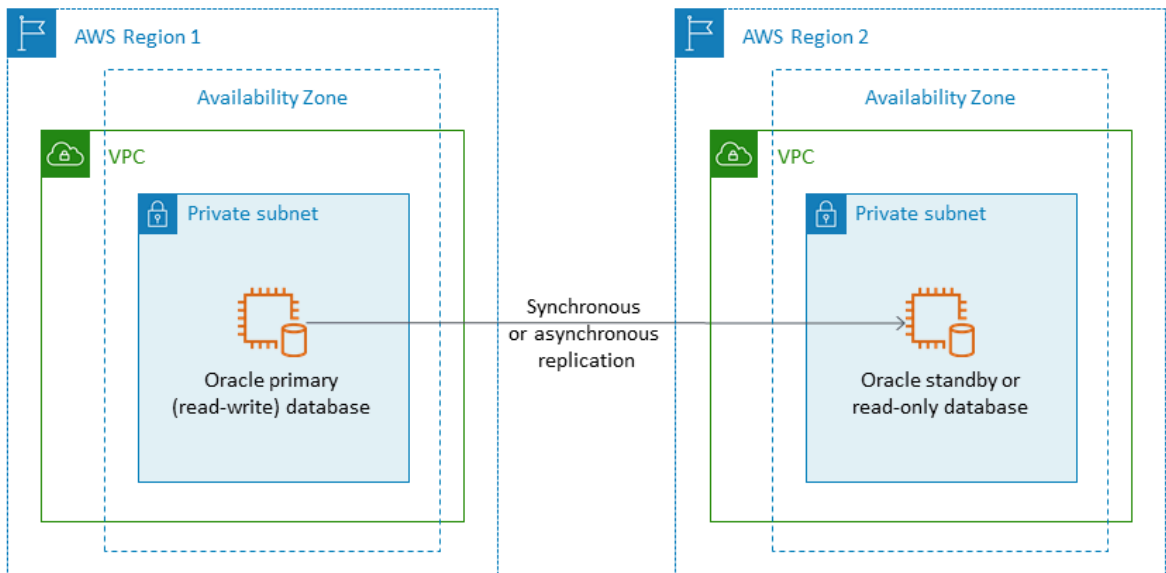 AWS Region 1
Availability Zone
VPC
Private subnet
Oracle primary
(read-write) database
Synchronous
or asynchronous
replication
AWS Region 2
Availability Zone
VPC
Private subnet
Oracle standby or
read-only database